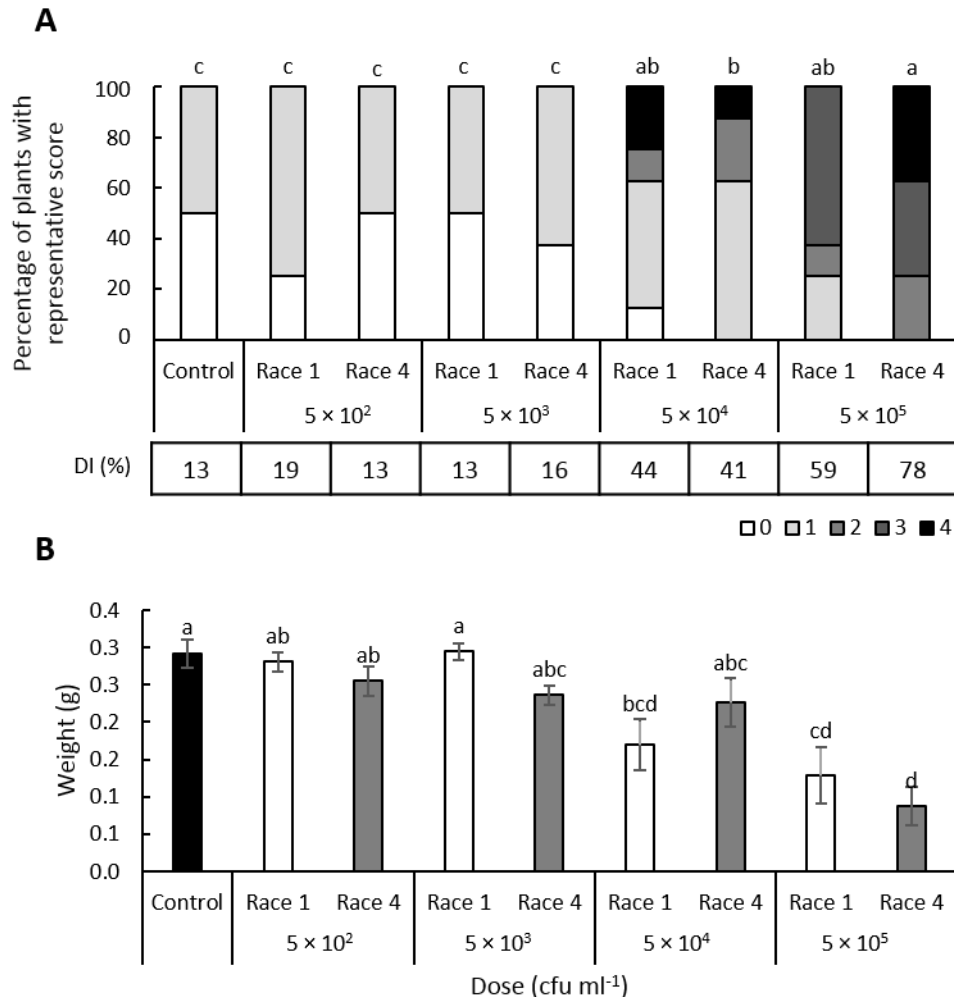 A
c c c c c ab b ab a
Percentage of plants with
representative score
100
80
60
40
20
0
Control Race 1 Race 4 Race 1 Race 4 Race 1 Race 4 Race 1 Race 4
5 × 10² 5 × 10³ 5 × 10⁴ 5 × 10⁵
DI (%) 13 19 13 13 16 44 41 59 78
0 1 2 3 4
B
Weight (g)
0.4
0.3
0.3
0.2
0.2
0.1
0.1
0.0
a ab ab a abc bcd abc cd d
Control Race 1 Race 4 Race 1 Race 4 Race 1 Race 4 Race 1 Race 4
5 × 10² 5 × 10³ 5 × 10⁴ 5 × 10⁵
Dose (cfu ml⁻¹)